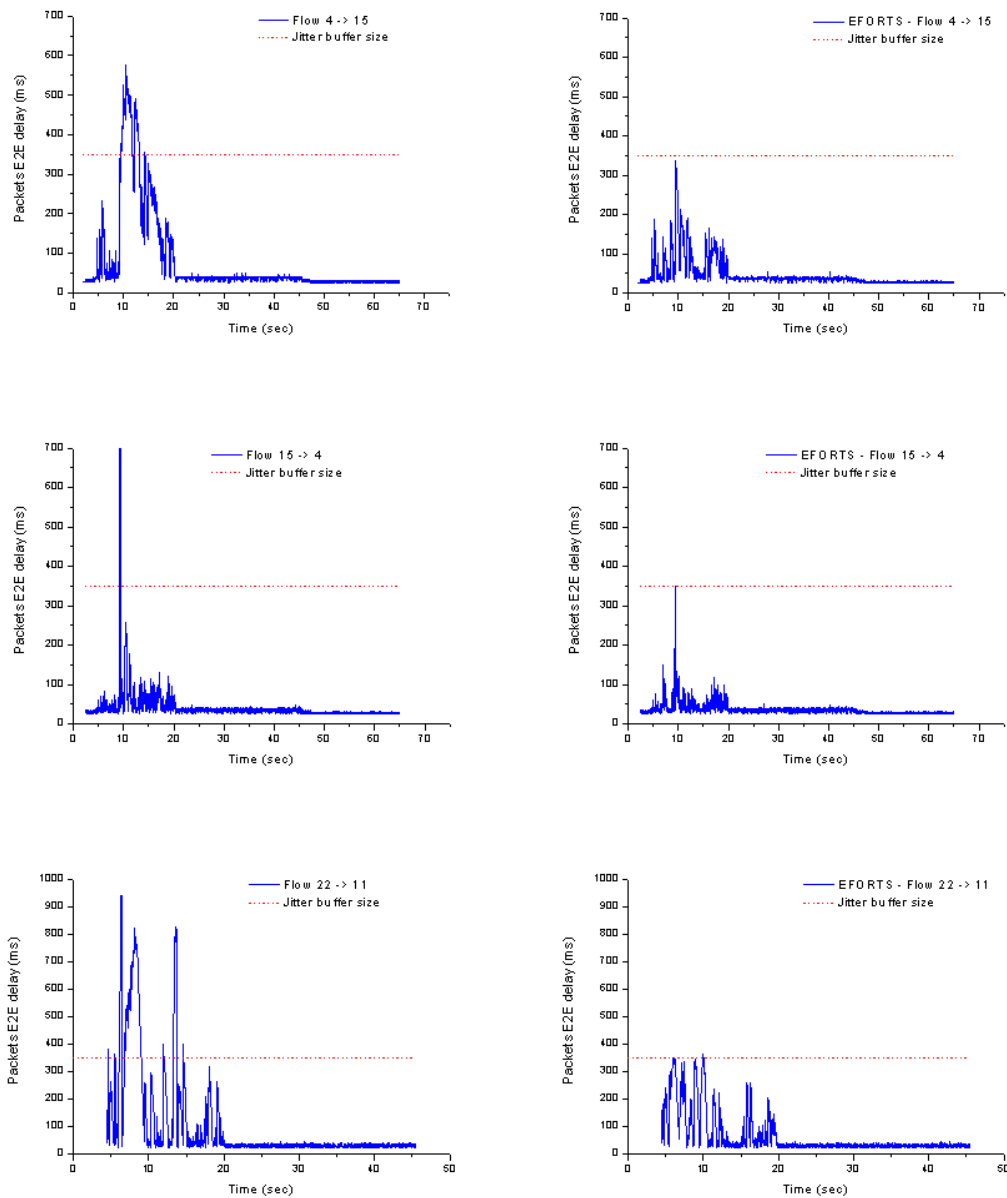 700
600
500
400
300
200
100
0
Packets E2E delay (ms)
Flow 4 -> 15
Jitter buffer size
0 10 20 30 40 50 60 70
Time (sec)
700
600
500
400
300
200
100
0
Packets E2E delay (ms)
EFORTS - Flow 4 -> 15
Jitter buffer size
0 10 20 30 40 50 60 70
Time (sec)
700
600
500
400
300
200
100
0
Packets E2E delay (ms)
Flow 15 -> 4
Jitter buffer size
0 10 20 30 40 50 60 70
Time (sec)
700
600
500
400
300
200
100
0
Packets E2E delay (ms)
EFORTS - Flow 15 -> 4
Jitter buffer size
0 10 20 30 40 50 60 70
Time (sec)
1000
900
800
700
600
500
400
300
200
100
0
Packets E2E delay (ms)
Flow 22 -> 11
Jitter buffer size
0 10 20 30 40 50
Time (sec)
1000
900
800
700
600
500
400
300
200
100
0
Packets E2E delay (ms)
EFORTS - Flow 22 -> 11
Jitter buffer size
0 10 20 30 40 50
Time (sec)